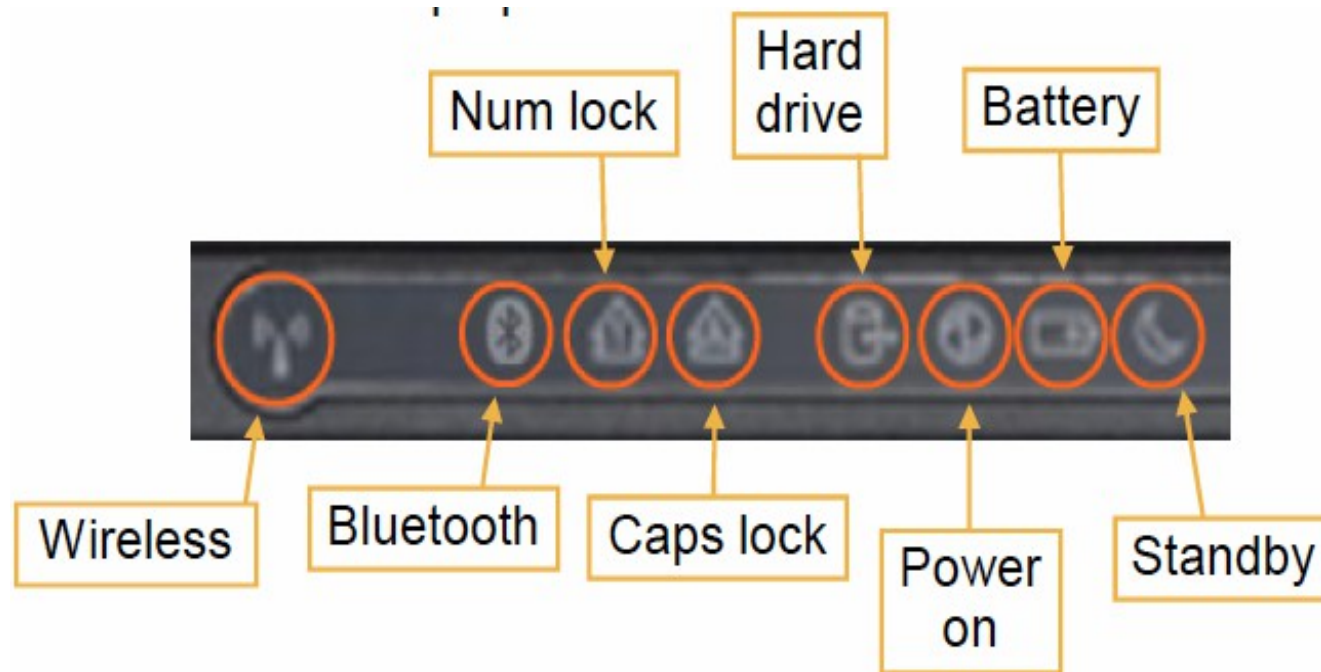 Hard
drive
Num lock
Battery
Wireless
Bluetooth
Caps lock
Power
on
Standby